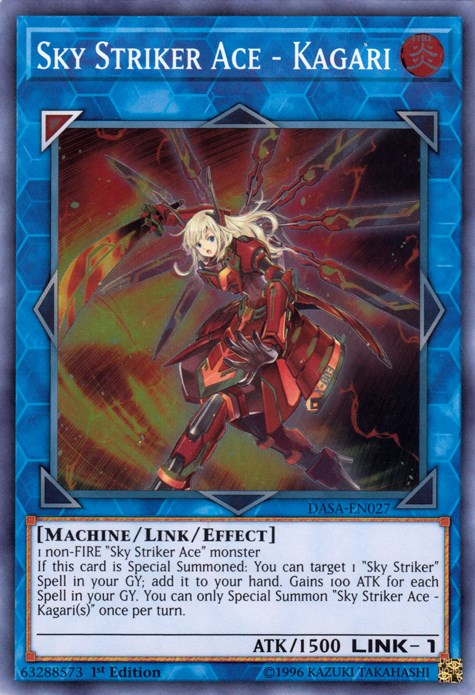 SKY STRIKER ACE - KAGARI
FIRE
炎
DASA-EN027
[MACHINE/LINK/EFFECT]
1 non-FIRE "Sky Striker Ace" monster
If this card is Special Summoned: You can target 1 "Sky Striker"
Spell in your GY; add it to your hand. Gains 100 ATK for each
Spell in your GY. You can only Special Summon "Sky Striker Ace -
Kagari(s)" once per turn.
ATK/1500 LINK-1
63288573 1st Edition ©1996 KAZUKI TAKAHASHI